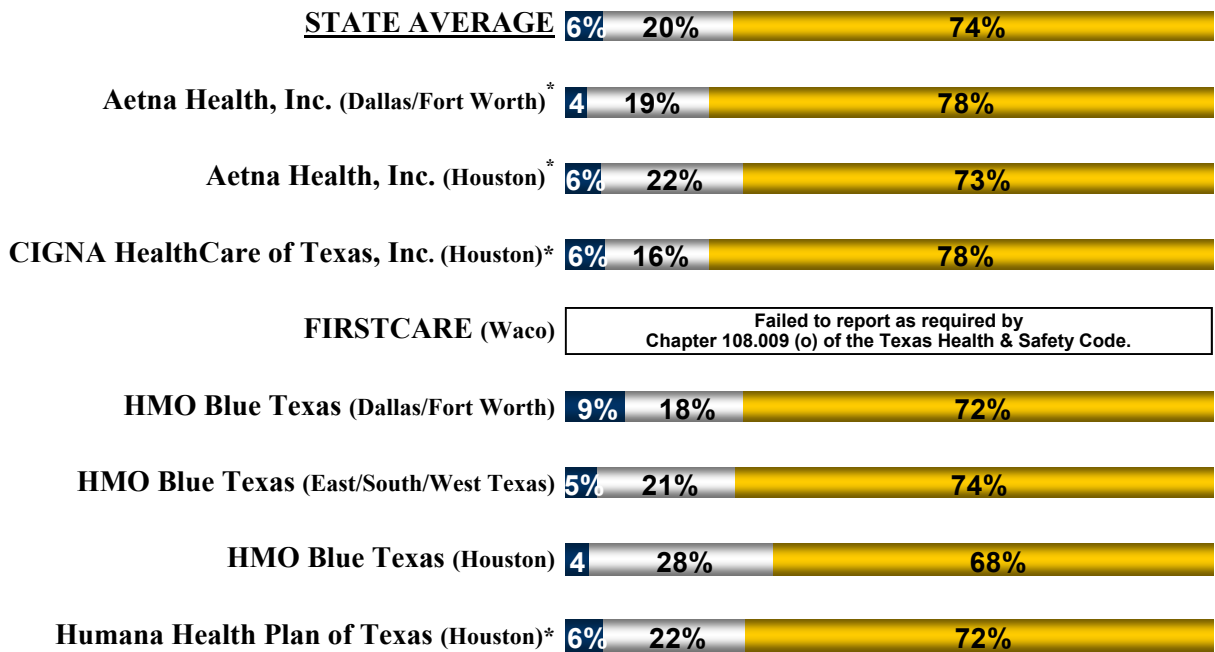 STATE AVERAGE 6% 20% 74%
Aetna Health, Inc. (Dallas/Fort Worth)* 4 19% 78%
Aetna Health, Inc. (Houston)* 6% 22% 73%
CIGNA HealthCare of Texas, Inc. (Houston)* 6% 16% 78%
FIRSTCARE (Waco)
Failed to report as required by
Chapter 108.009 (o) of the Texas Health & Safety Code.
HMO Blue Texas (Dallas/Fort Worth) 9% 18% 72%
HMO Blue Texas (East/South/West Texas) 5% 21% 74%
HMO Blue Texas (Houston) 4 28% 68%
Humana Health Plan of Texas (Houston)* 6% 22% 72%